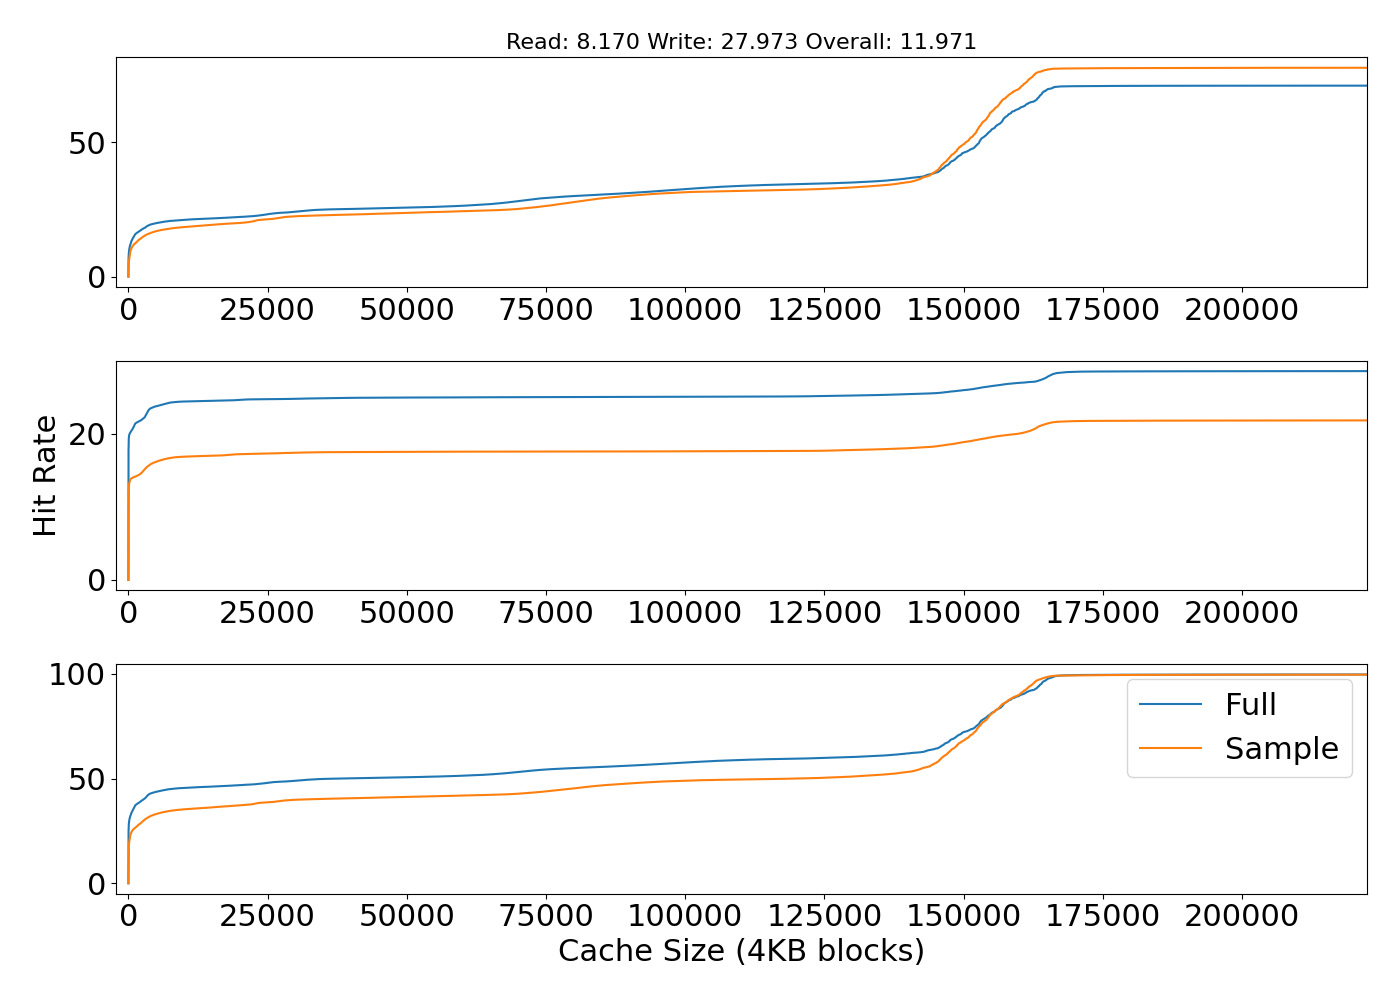 Read: 8.170 Write: 27.973 Overall: 11.971
50
0
0 25000 50000 75000 100000 125000 150000 175000 200000
Hit Rate
20
0
0 25000 50000 75000 100000 125000 150000 175000 200000
100
50
0
Full
Sample
0 25000 50000 75000 100000 125000 150000 175000 200000
Cache Size (4KB blocks)